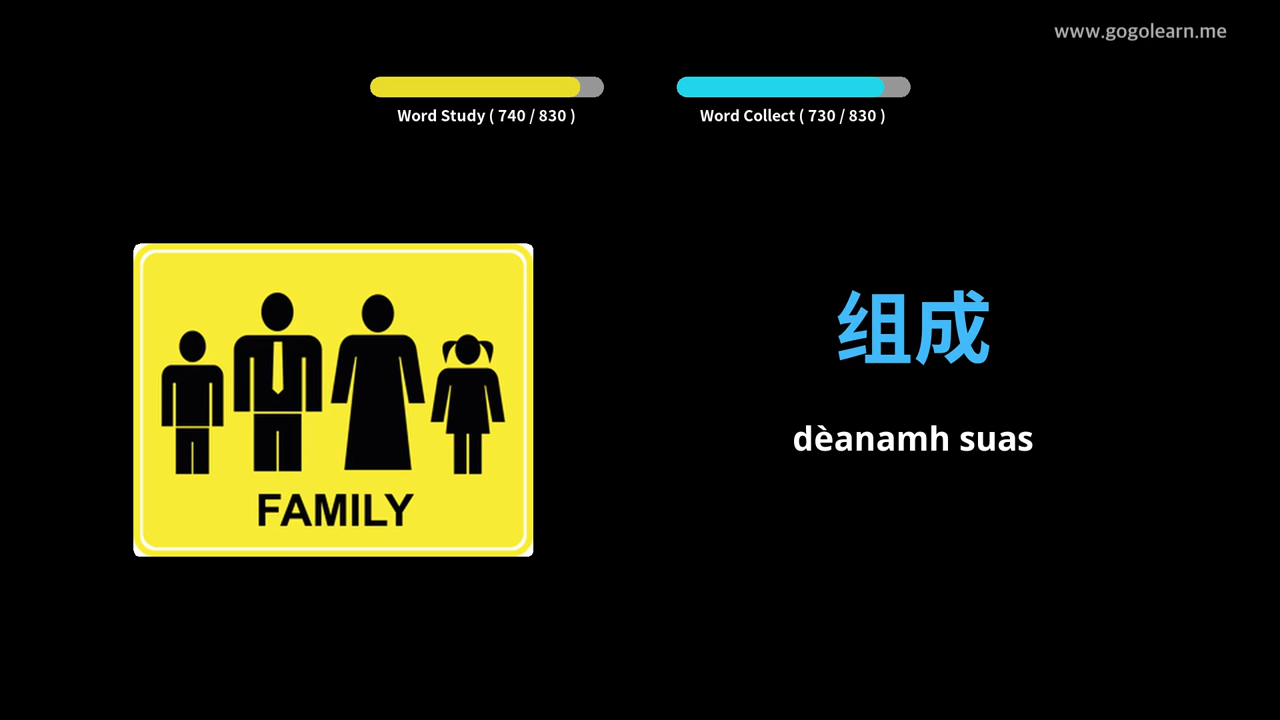 www.gogolearn.me
Word Study ( 740 / 830 )
Word Collect ( 730 / 830 )
FAMILY
组成
dèanamh suas